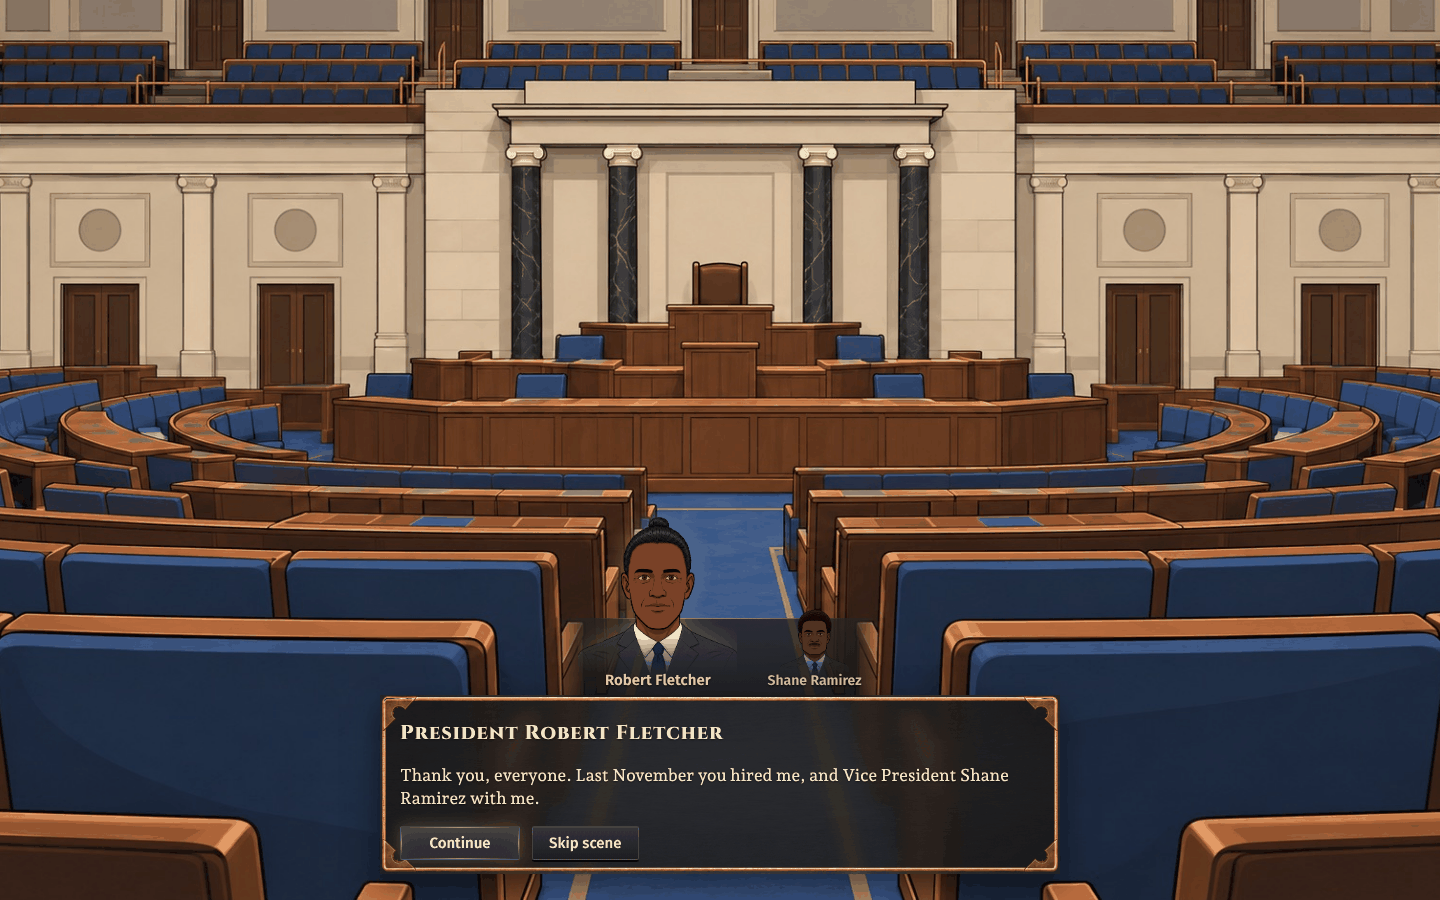 Robert Fletcher
Shane Ramirez
President Robert Fletcher
Thank you, everyone. Last November you hired me, and Vice President Shane
Ramirez with me.
Continue
Skip scene